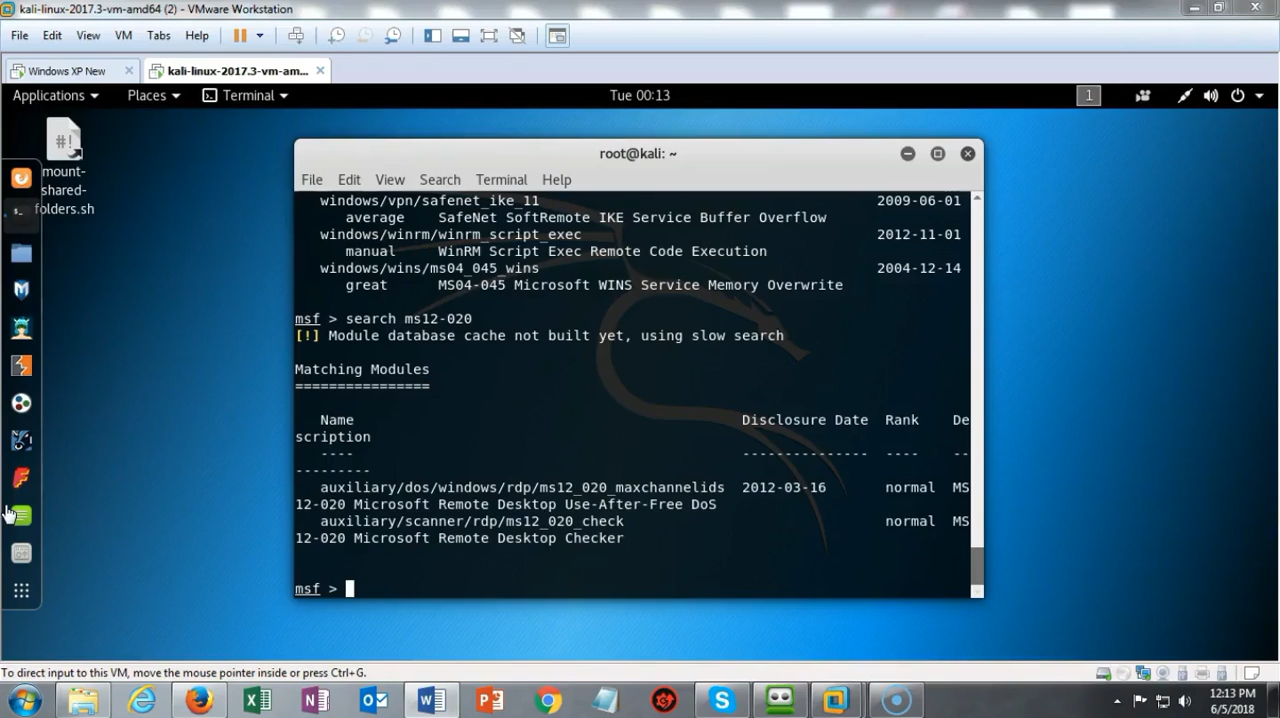 kali-linux-2017.3-vm-amd64 (2) - VMware Workstation
File Edit View VM Tabs Help
Windows XP New
kali-linux-2017.3-vm-am...
Applications Places Terminal Tue 00:13 1
#!
mount-
shared-
folders.sh
root@kali: ~
File Edit View Search Terminal Help
windows/vpn/safenet_ike_11 2009-06-01
average SafeNet SoftRemote IKE Service Buffer Overflow
windows/winrm/winrm_script_exec 2012-11-01
manual WinRM Script Exec Remote Code Execution
windows/wins/ms04_045_wins 2004-12-14
great MS04-045 Microsoft WINS Service Memory Overwrite
msf > search ms12-020
[!] Module database cache not built yet, using slow search
Matching Modules
================
Name Disclosure Date Rank De
scription
---- --------------- ---- --
---------
auxiliary/dos/windows/rdp/ms12_020_maxchannelids 2012-03-16 normal MS
12-020 Microsoft Remote Desktop Use-After-Free DoS
auxiliary/scanner/rdp/ms12_020_check normal MS
12-020 Microsoft Remote Desktop Checker
msf >
To direct input to this VM, move the mouse pointer inside or press Ctrl+G.
12:13 PM
6/5/2018